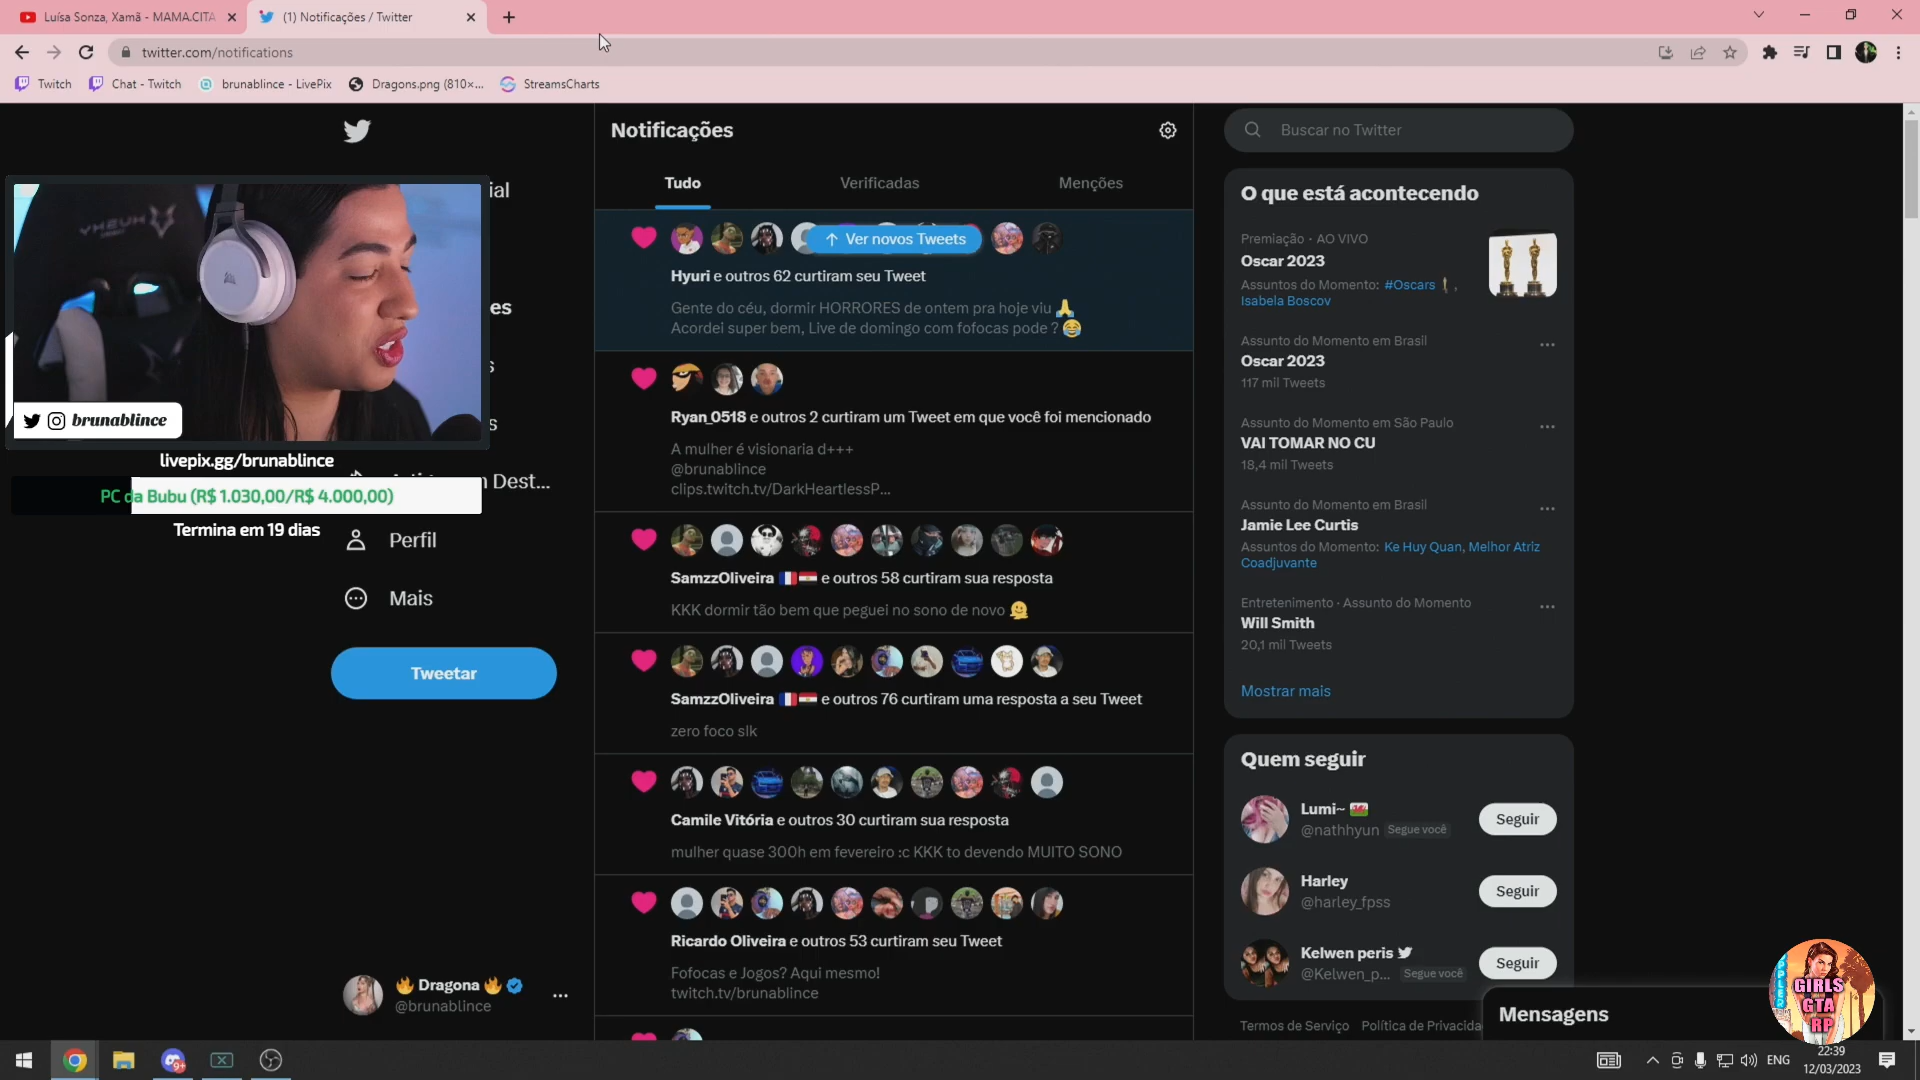 Luísa Sonza, Xamã - MAMA.CITA
(1) Notificações / Twitter
twitter.com/notifications
Twitch
Chat - Twitch
brunablince - LivePix
Dragons.png (810×...
StreamsCharts
ial
es
s
s
n Dest...
Perfil
Mais
Tweetar
🔥 Dragona 🔥
@brunablince
brunablince
livepix.gg/brunablince
PC da Bubu (R$ 1.030,00/R$ 4.000,00)
Termina em 19 dias
Notificações
Tudo
Verificadas
Menções
↑ Ver novos Tweets
Hyuri e outros 62 curtiram seu Tweet
Gente do céu, dormir HORRORES de ontem pra hoje viu 🙏
Acordei super bem, Live de domingo com fofocas pode ? 😂
Ryan_0518 e outros 2 curtiram um Tweet em que você foi mencionado
A mulher é visionaria d+++
@brunablince
clips.twitch.tv/DarkHeartlessP...
SamzzOliveira 🇫🇷🇪🇬 e outros 58 curtiram sua resposta
KKK dormir tão bem que peguei no sono de novo 🫠
SamzzOliveira 🇫🇷🇪🇬 e outros 76 curtiram uma resposta a seu Tweet
zero foco slk
Camile Vitória e outros 30 curtiram sua resposta
mulher quase 300h em fevereiro :c KKK to devendo MUITO SONO
Ricardo Oliveira e outros 53 curtiram seu Tweet
Fofocas e Jogos? Aqui mesmo!
twitch.tv/brunablince
Buscar no Twitter
O que está acontecendo
Premiação · AO VIVO
Oscar 2023
Assuntos do Momento: #Oscars ,
Isabela Boscov
Assunto do Momento em Brasil
Oscar 2023
117 mil Tweets
Assunto do Momento em São Paulo
VAI TOMAR NO CU
18,4 mil Tweets
Assunto do Momento em Brasil
Jamie Lee Curtis
Assuntos do Momento: Ke Huy Quan, Melhor Atriz
Coadjuvante
Entretenimento · Assunto do Momento
Will Smith
20,1 mil Tweets
Mostrar mais
Quem seguir
Lumi~ 🏴󠁧󠁢󠁷󠁬󠁳󠁿
@nathhyun Segue você
Seguir
Harley
@harley_fpss
Seguir
Kelwen peris
@Kelwen_p... Segue você
Seguir
Termos de Serviço Política de Privacida
Mensagens
GIRLS
GTA
RP
9+
ENG
22:39
12/03/2023